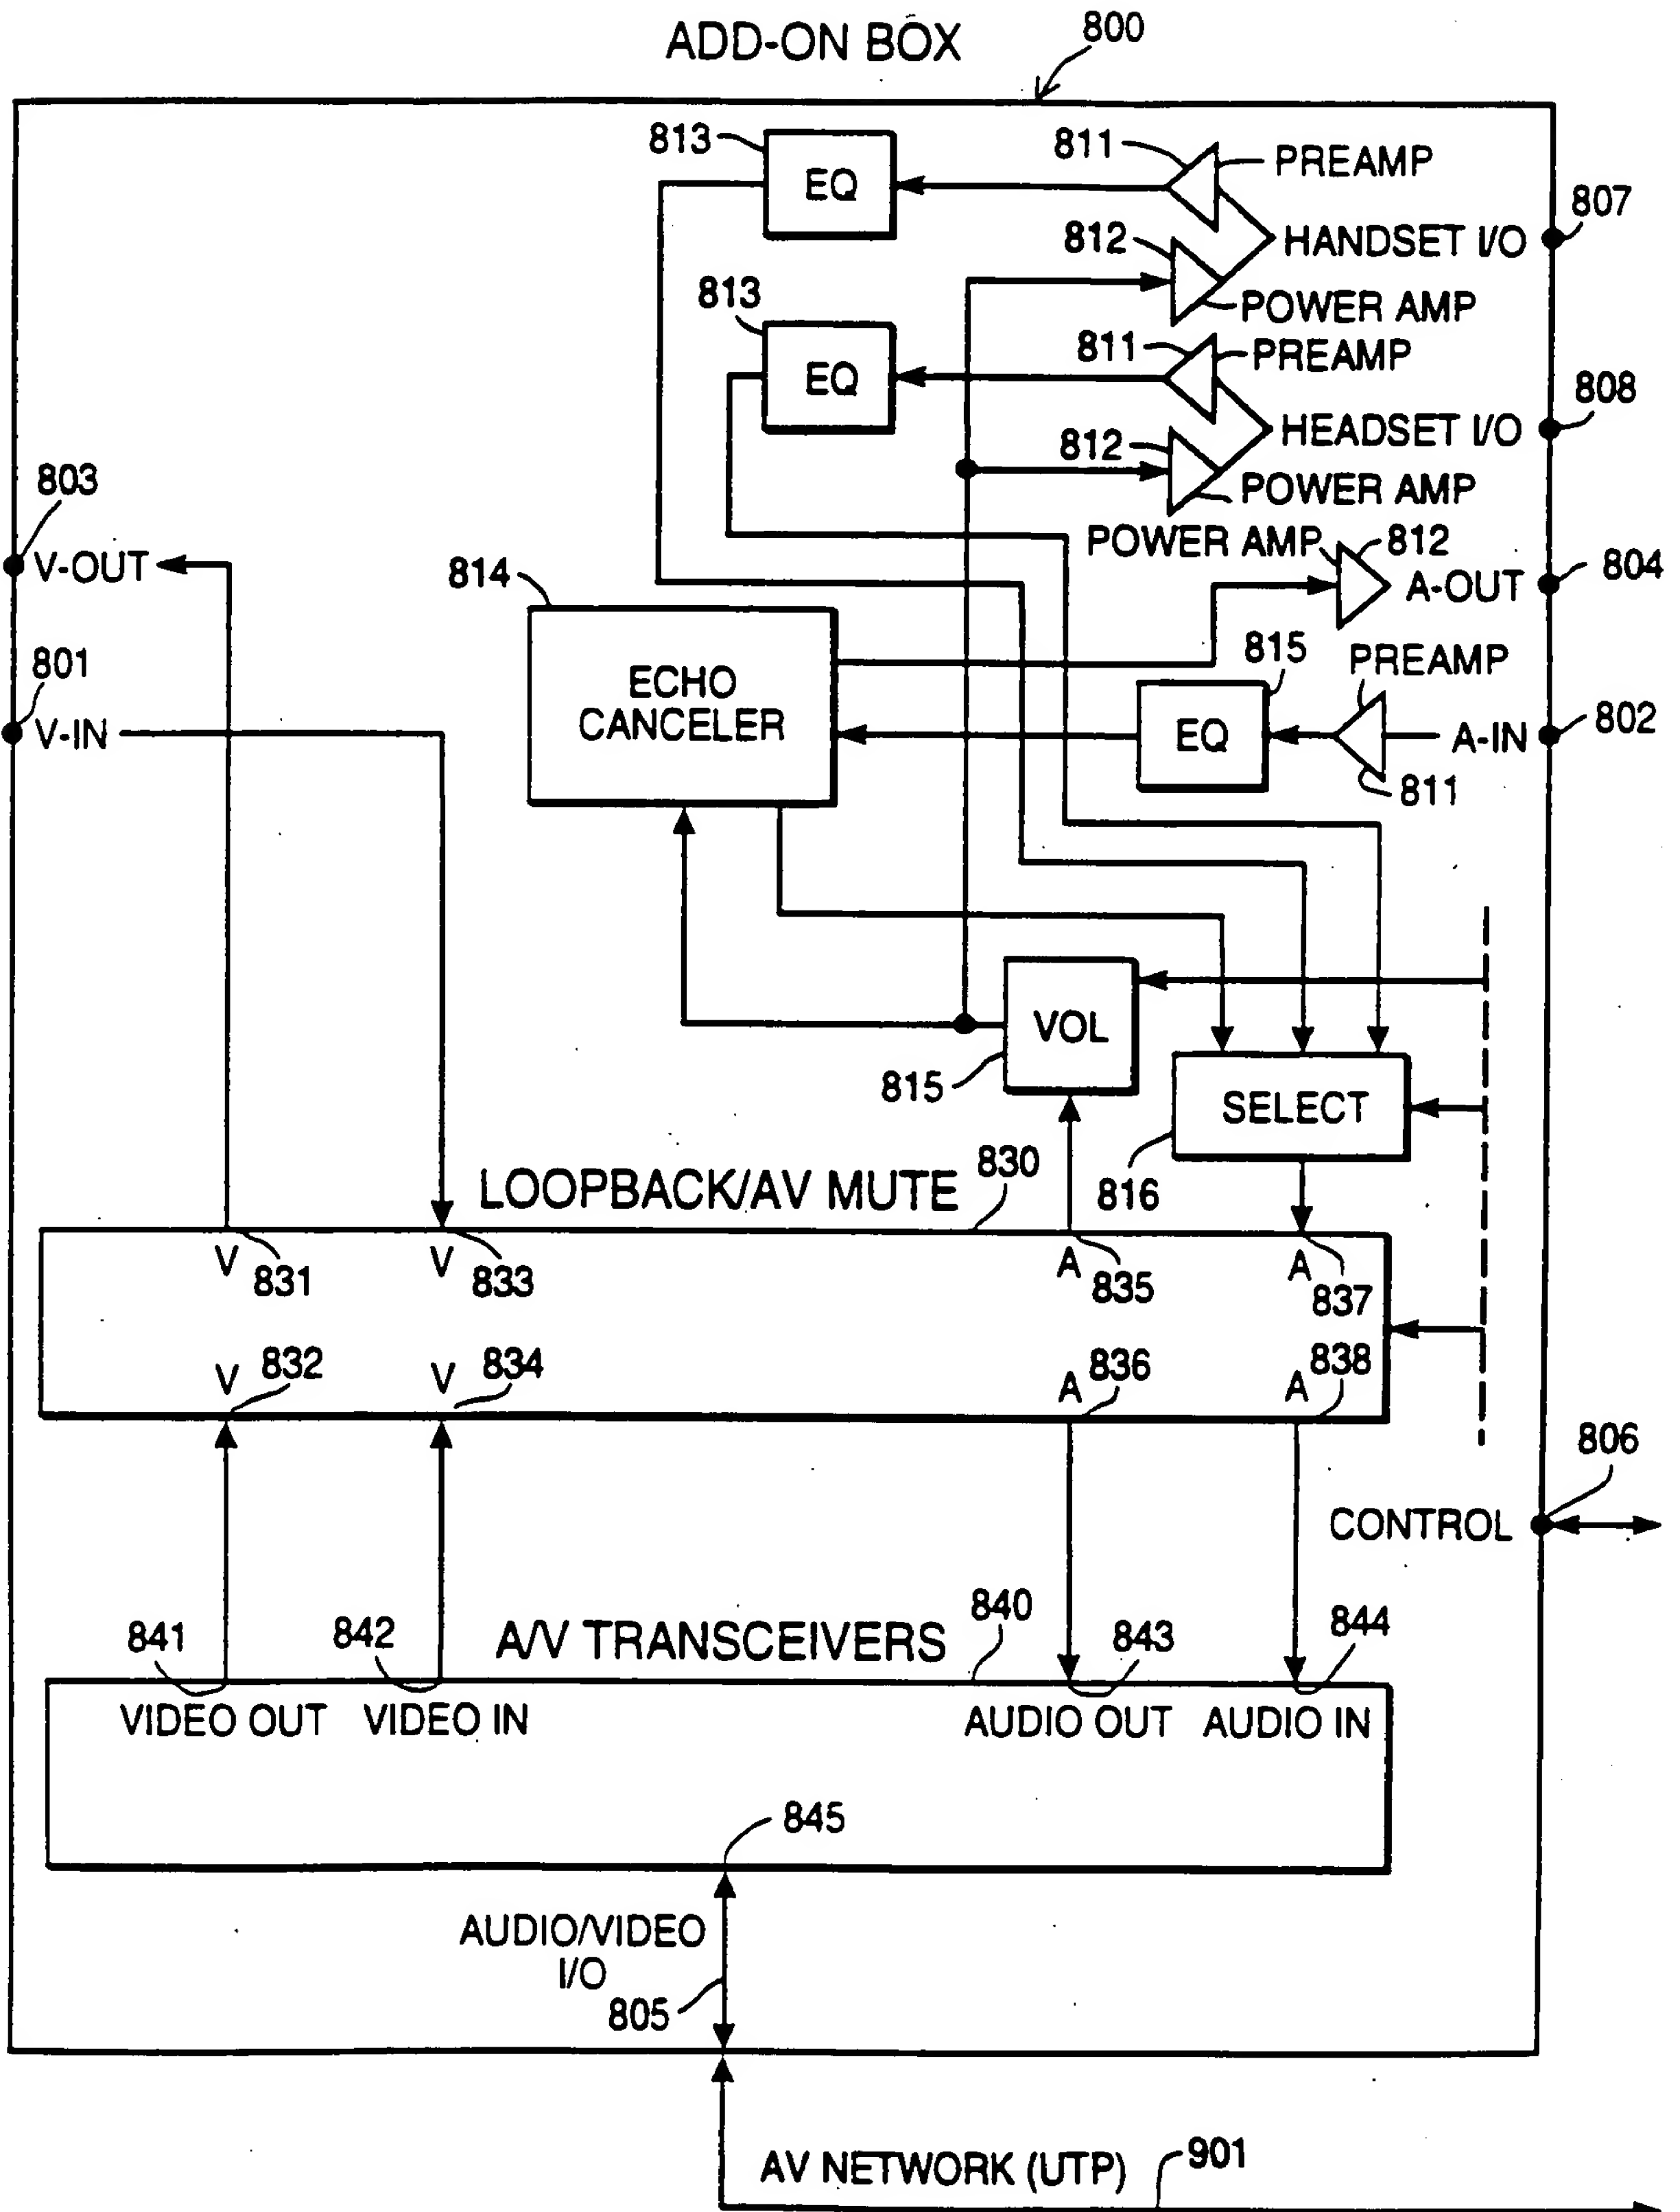 ADD-ON BOX
800
813
EQ
811
PREAMP
807
812
HANDSET I/O
POWER AMP
813
EQ
811
PREAMP
808
812
HEADSET I/O
POWER AMP
803
V-OUT
POWER AMP
812
804
A-OUT
814
ECHO
CANCELER
815
EQ
PREAMP
811
801
V-IN
A-IN
802
VOL
815
SELECT
816
LOOPBACK/AV MUTE
830
V
831
V
833
A
835
A
837
V
832
V
834
A
836
A
838
806
CONTROL
A/V TRANSCEIVERS
840
841
842
843
844
VIDEO OUT
VIDEO IN
AUDIO OUT
AUDIO IN
845
AUDIO/VIDEO
I/O
805
AV NETWORK (UTP)
901